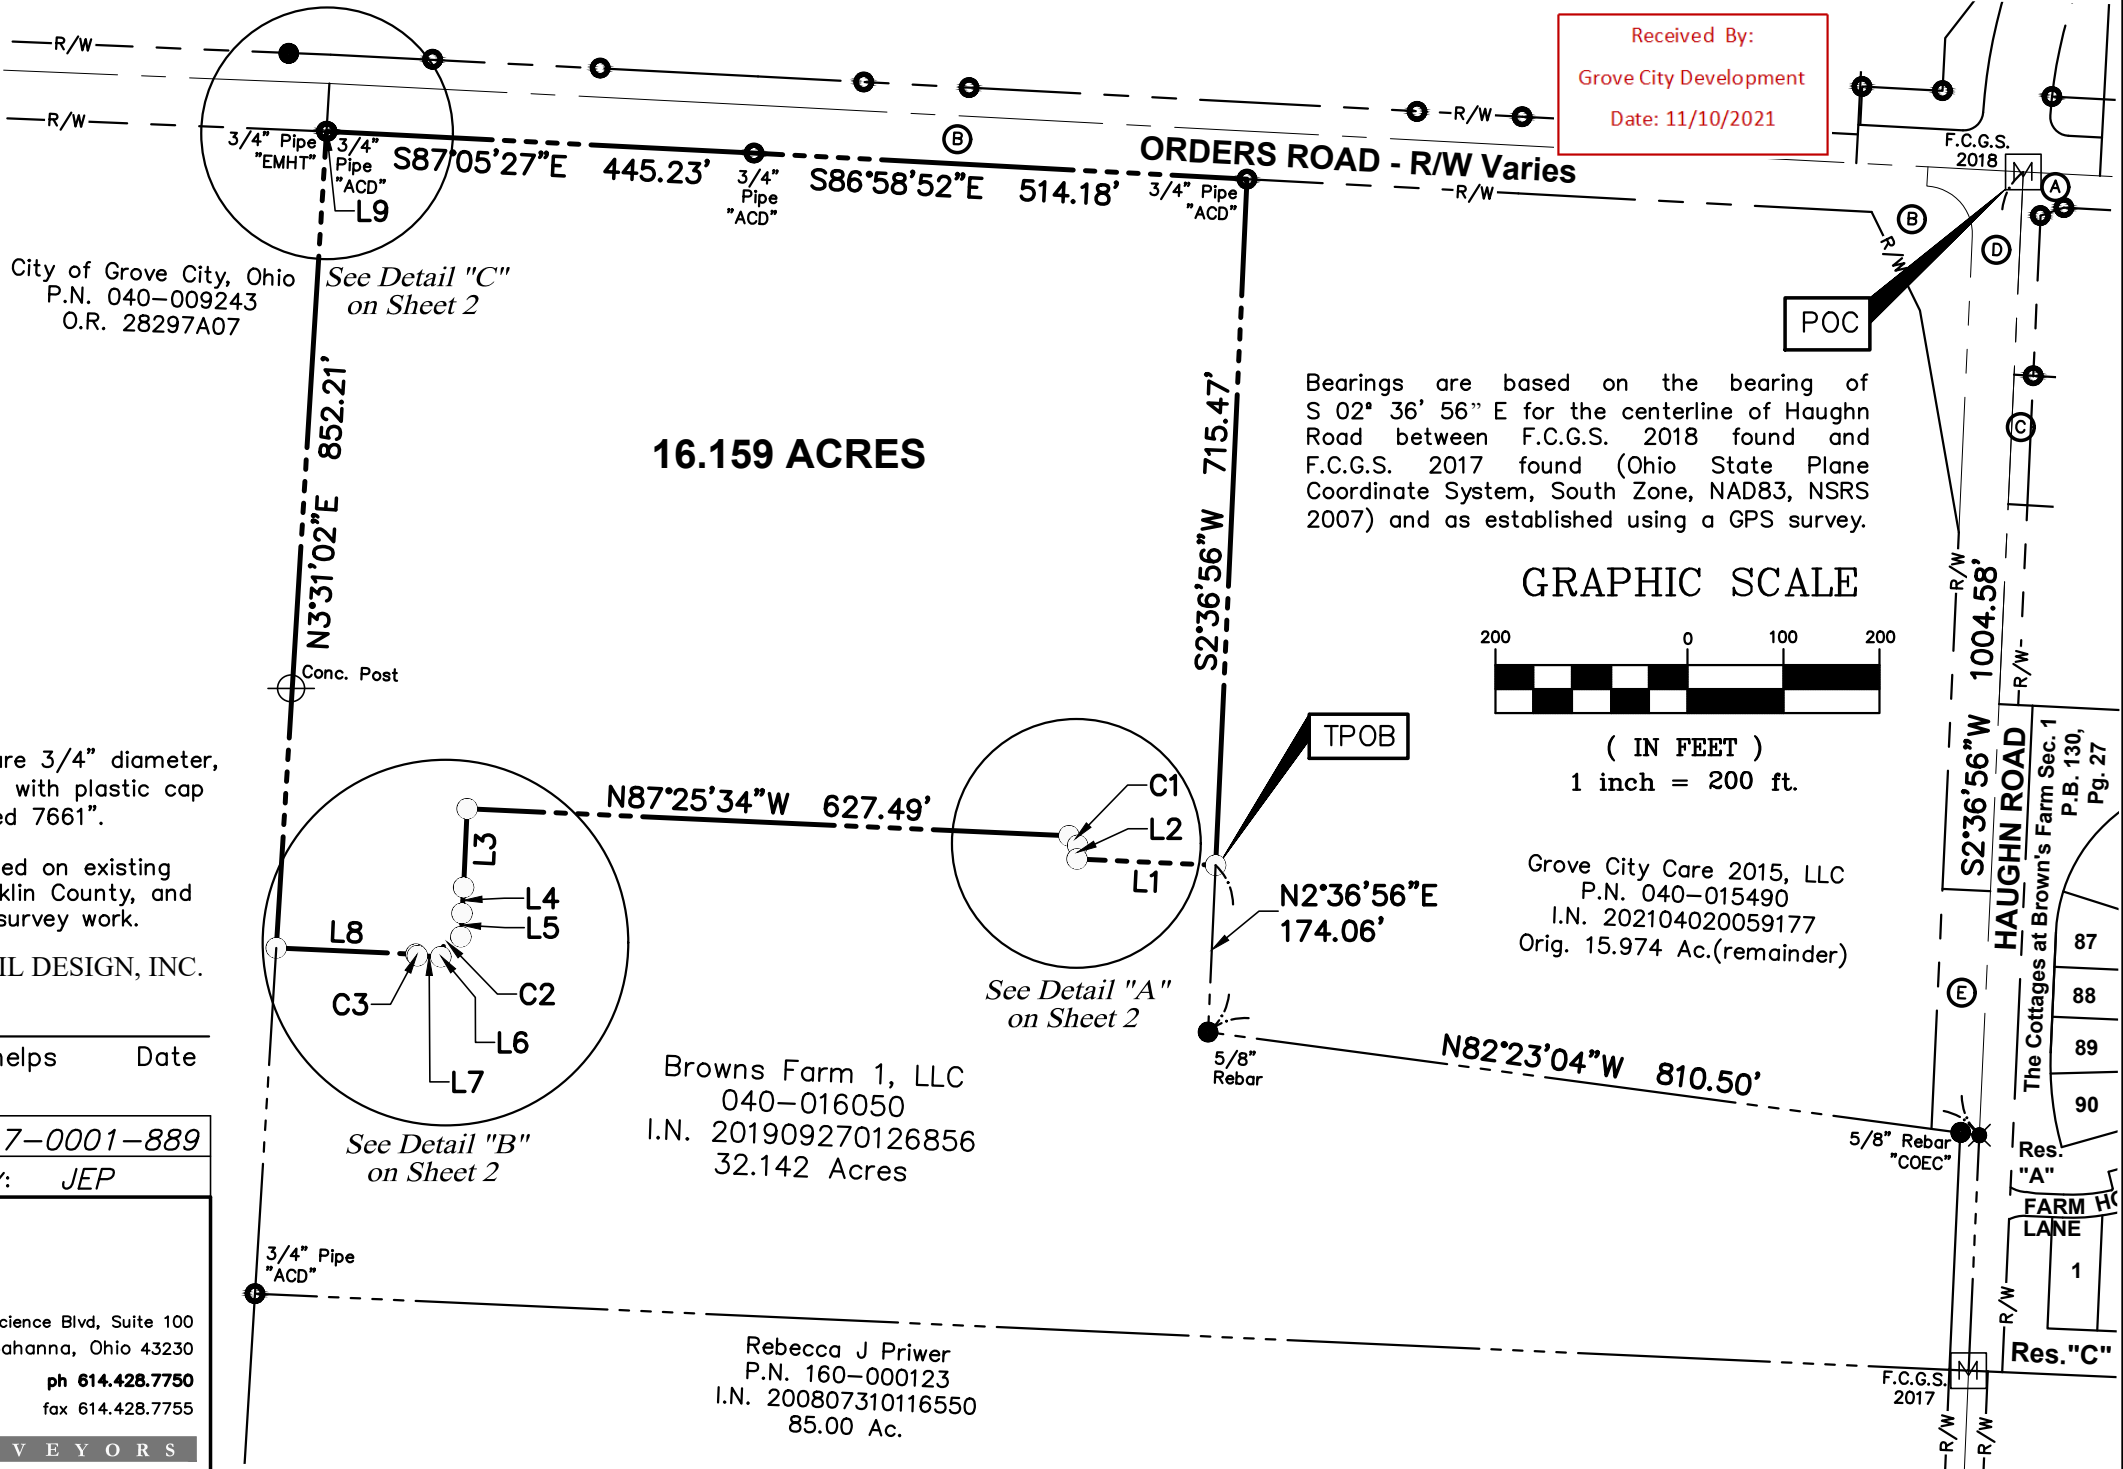 R/W
R/W
3/4" Pipe
"EMHT"
3/4"
Pipe
"ACD"
L9
S87°05'27"E 445.23'
3/4"
Pipe
"ACD"
B
S86°58'52"E 514.18'
ORDERS ROAD - R/W Varies
3/4" Pipe
"ACD"
R/W
R/W
Received By:
Grove City Development
Date: 11/10/2021
F.C.G.S.
2018
M
A
B
R/W
D
POC
C
City of Grove City, Ohio
P.N. 040-009243
O.R. 28297A07
See Detail "C"
on Sheet 2
N3°31'02"E 852.21'
Conc. Post
16.159 ACRES
S2°36'56"W 715.47'
Bearings are based on the bearing of
S 02° 36' 56" E for the centerline of Haughn
Road between F.C.G.S. 2018 found and
F.C.G.S. 2017 found (Ohio State Plane
Coordinate System, South Zone, NAD83, NSRS
2007) and as established using a GPS survey.
GRAPHIC SCALE
200 0 100 200
( IN FEET )
1 inch = 200 ft.
R/W
S2°36'56"W 1004.58'
R/W
HAUGHN ROAD
The Cottages at Brown's Farm Sec. 1
P.B. 130,
Pg. 27
are 3/4" diameter,
with plastic cap
ed 7661".
ed on existing
klin County, and
survey work.
IL DESIGN, INC.
helps Date
7-0001-889
Y: JEP
cience Blvd, Suite 100
ahanna, Ohio 43230
ph 614.428.7750
fax 614.428.7755
V E Y O R S
N87°25'34"W 627.49'
C1
L2
L1
TPOB
L3
L4
L5
L8
C3
C2
L6
L7
See Detail "B"
on Sheet 2
See Detail "A"
on Sheet 2
N2°36'56"E
174.06'
Grove City Care 2015, LLC
P.N. 040-015490
I.N. 202104020059177
Orig. 15.974 Ac.(remainder)
E
87
88
89
90
5/8"
Rebar
N82°23'04"W 810.50'
5/8" Rebar
"COEC"
Browns Farm 1, LLC
040-016050
I.N. 201909270126856
32.142 Acres
Res.
"A"
FARM HO
LANE
1
3/4" Pipe
"ACD"
R/W
Rebecca J Priwer
P.N. 160-000123
I.N. 200807310116550
85.00 Ac.
F.C.G.S.
2017
M
Res."C"
R/W
R/W